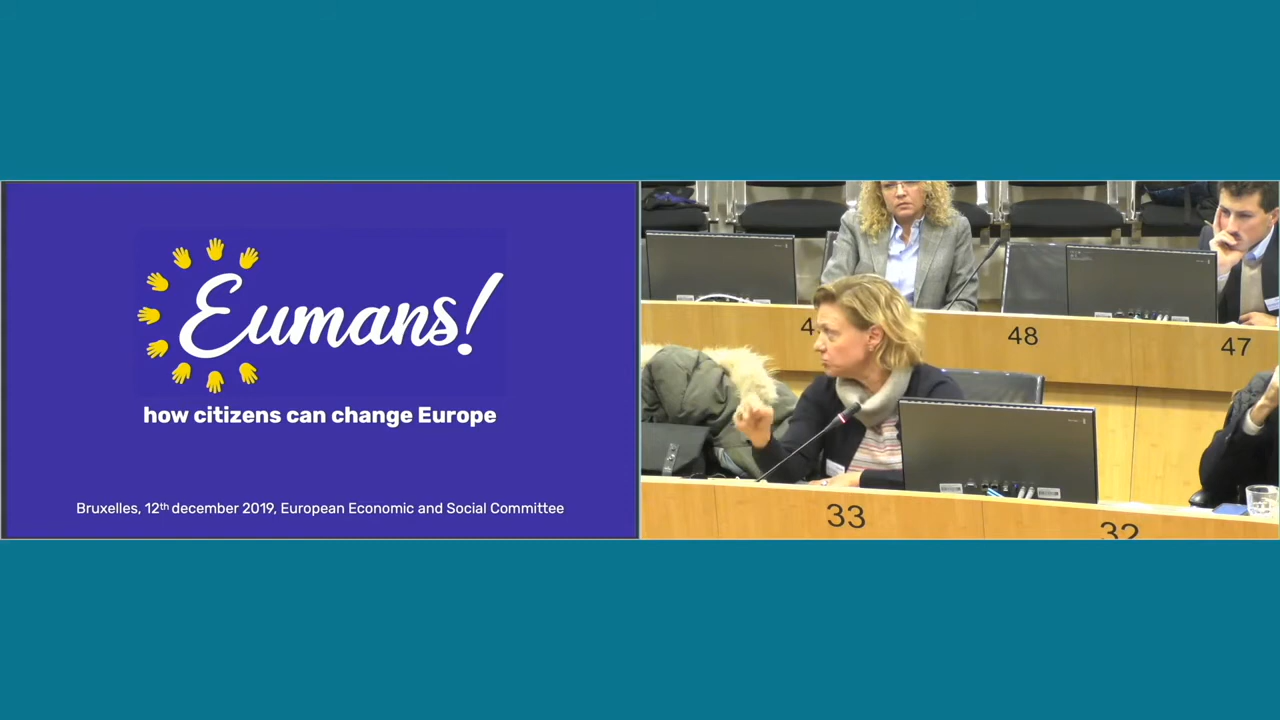 Eumans!
how citizens can change Europe
Bruxelles, 12th december 2019, European Economic and Social Committee
48
47
33
32